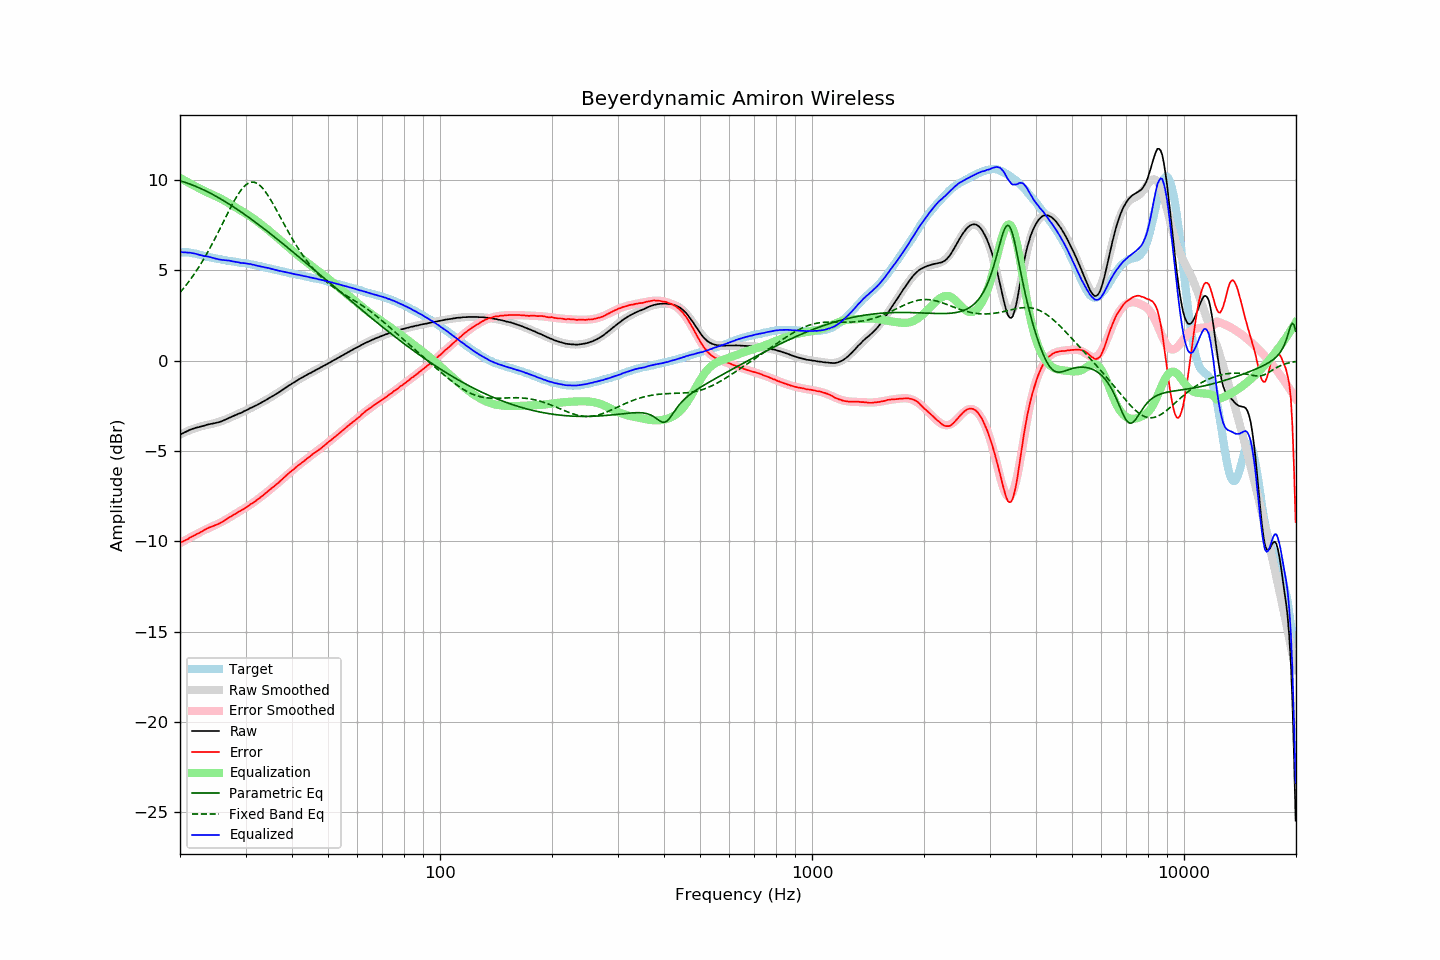 Beyerdynamic Amiron Wireless
10
5
0
−5
−10
−15
−20
−25
Amplitude (dBr)
Target
Raw Smoothed
Error Smoothed
Raw
Error
Equalization
Parametric Eq
Fixed Band Eq
Equalized
100
1000
10000
Frequency (Hz)